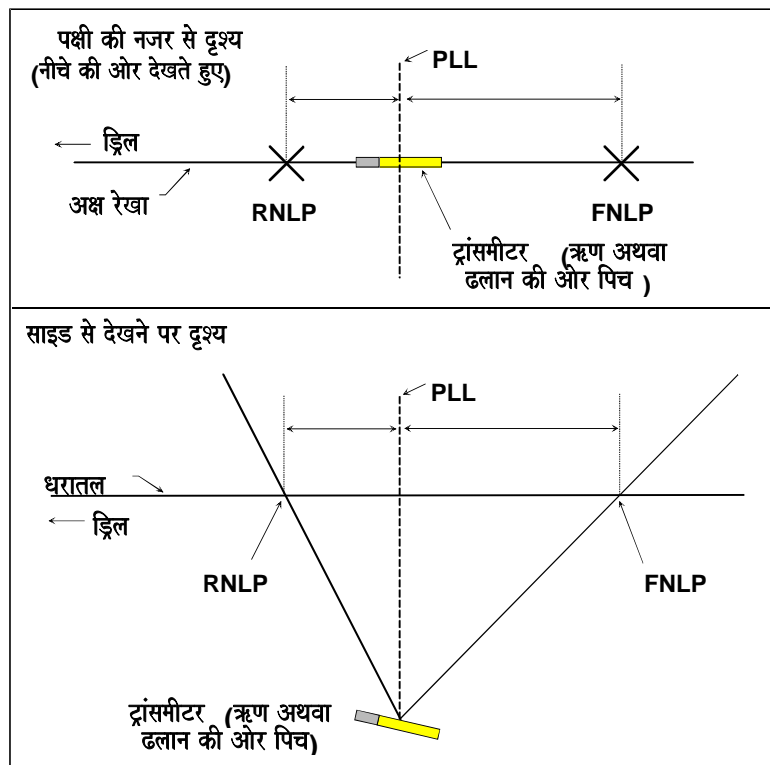 पक्षी की नजर से दृश्य
(नीचे की ओर देखते हुए)
PLL
ड्रिल
अक्ष रेखा
RNLP
FNLP
ट्रांसमीटर (ऋण अथवा
ढलान की ओर पिच )
साइड से देखने पर दृश्य
PLL
धरातल
ड्रिल
RNLP
FNLP
ट्रांसमीटर (ऋण अथवा
ढलान की ओर पिच)